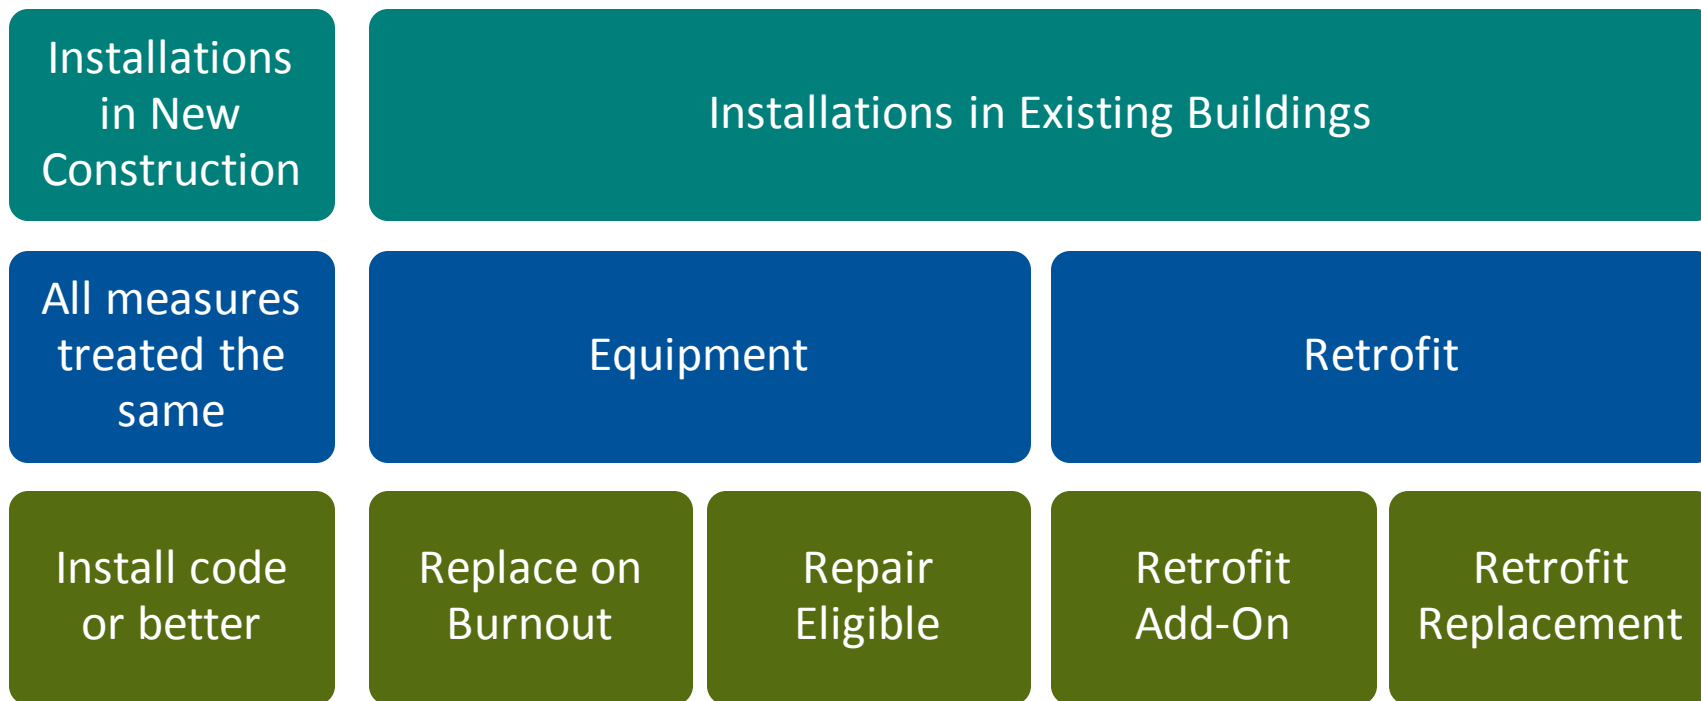 Installations
in New
Construction
Installations in Existing Buildings
All measures
treated the
same
Equipment
Retrofit
Install code
or better
Replace on
Burnout
Repair
Eligible
Retrofit
Add-On
Retrofit
Replacement